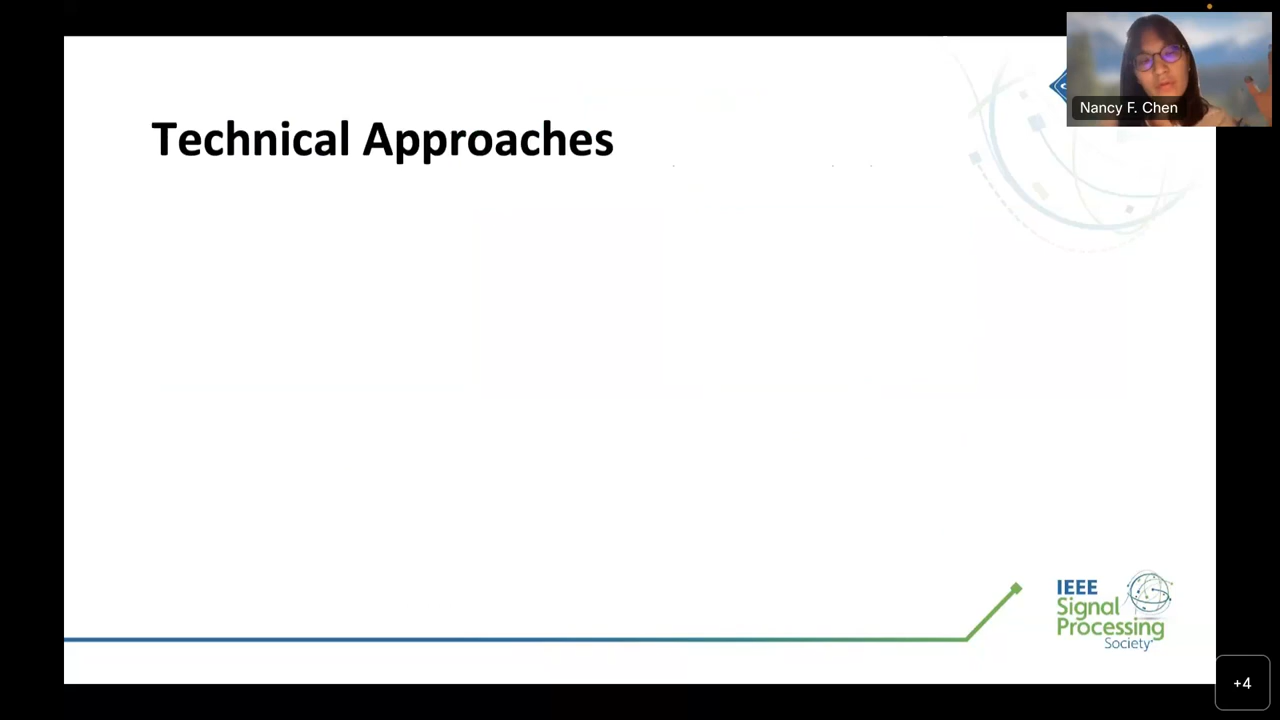 Nancy F. Chen
Technical Approaches
IEEE
Signal
Processing
Society
+4